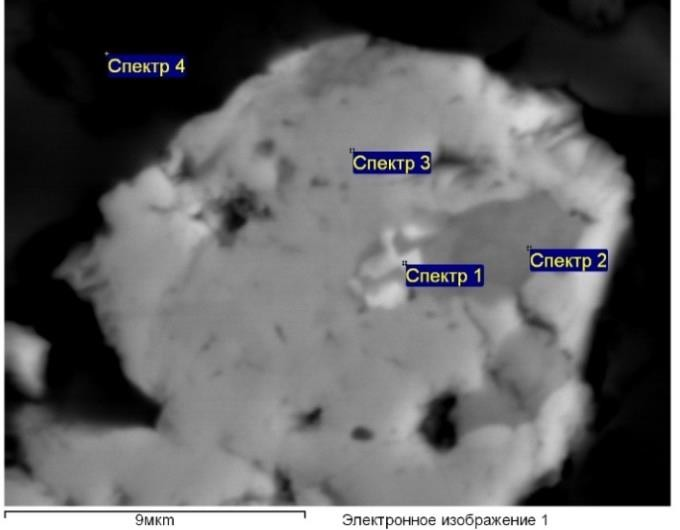 Спектр 4
Спектр 3
Спектр 2
Спектр 1
9мкm
Электронное изображение 1